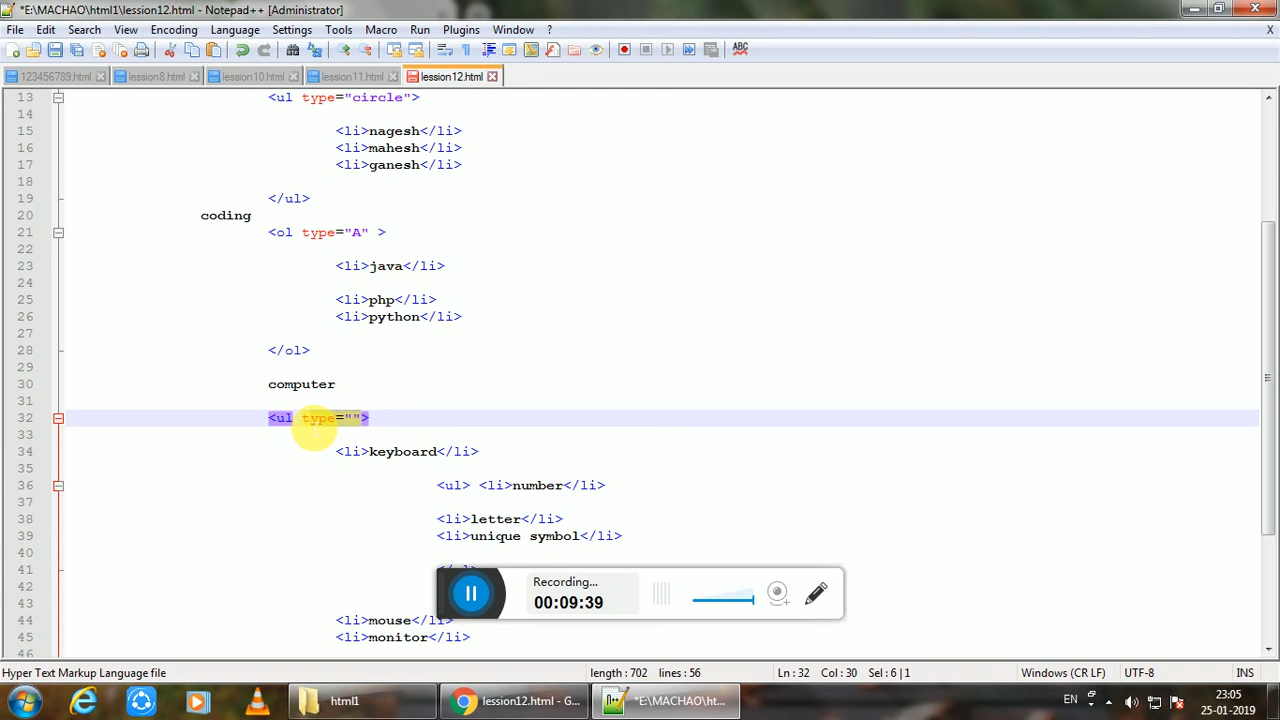 *E:\MACHAO\html1\lession12.html - Notepad++ [Administrator]
File Edit Search View Encoding Language Settings Tools Macro Run Plugins Window ? X
123456789.html lession8.html lession10.html lession11.html lession12.html
13 <ul type="circle">
14
15 <li>nagesh</li>
16 <li>mahesh</li>
17 <li>ganesh</li>
18
19 </ul>
20 coding
21 <ol type="A" >
22
23 <li>java</li>
24
25 <li>php</li>
26 <li>python</li>
27
28 </ol>
29
30 computer
31
32 <ul type="">
33
34 <li>keyboard</li>
35
36 <ul> <li>number</li>
37
38 <li>letter</li>
39 <li>unique symbol</li>
40
41
42
43
44 <li>mouse</li>
45 <li>monitor</li>
46
Recording...
00:09:39
Hyper Text Markup Language file length : 702 lines : 56 Ln : 32 Col : 30 Sel : 6 | 1 Windows (CR LF) UTF-8 INS
html1 lession12.html - G... *E:\MACHAO\ht... EN 23:05
25-01-2019